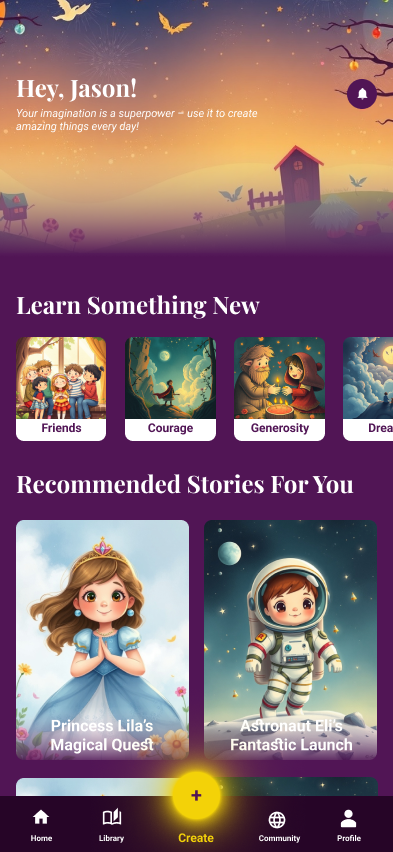 Hey, Jason!
Your imagination is a superpower – use it to create
amazing things every day!
Learn Something New
Friends
Courage
Generosity
Drea
Recommended Stories For You
Princess Lila's
Magical Quest
Astronaut Eli's
Fantastic Launch
+
Home
Library
Create
Community
Profile